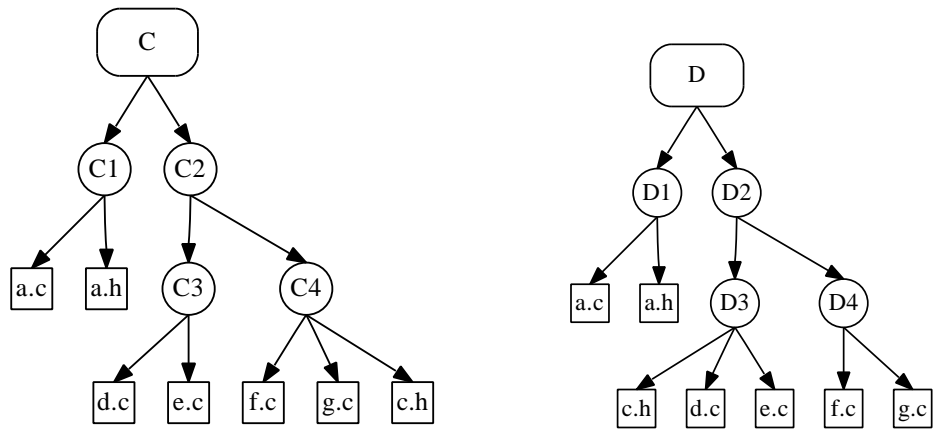 C
C1 C2
a.c a.h C3 C4
d.c e.c f.c g.c c.h
D
D1 D2
a.c a.h D3 D4
c.h d.c e.c f.c g.c